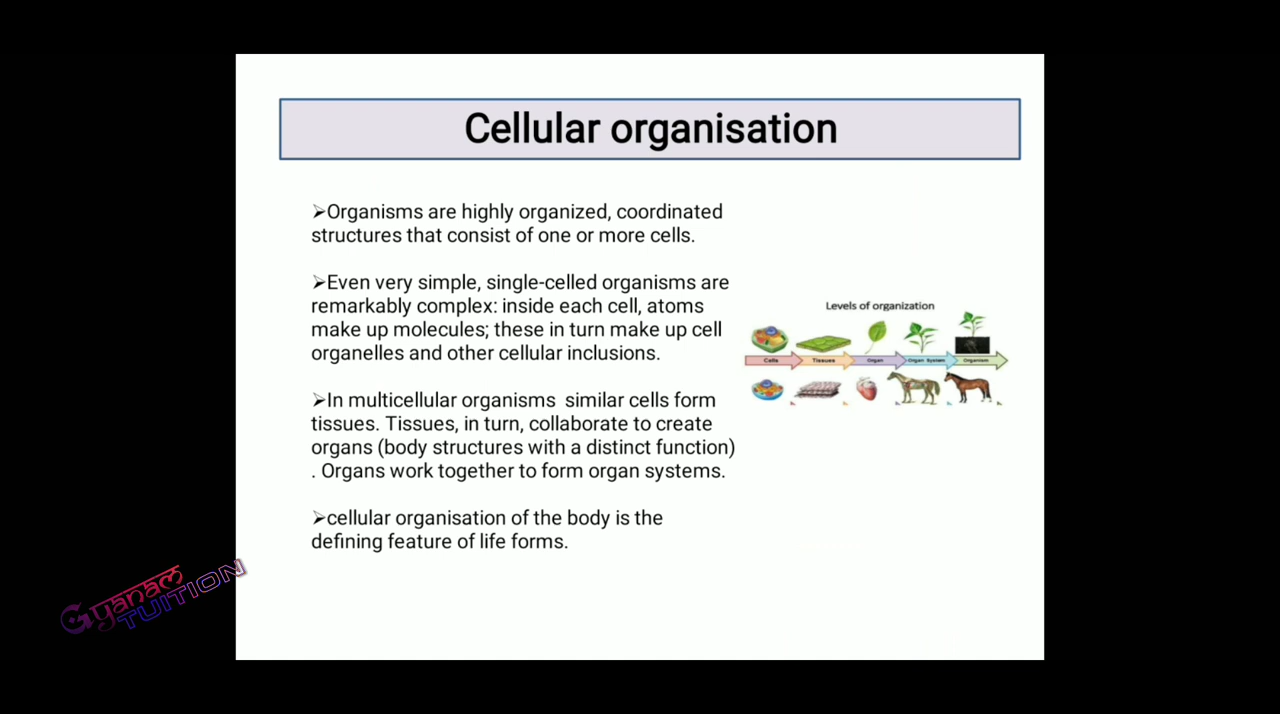 Cellular organisation
➢Organisms are highly organized, coordinated
structures that consist of one or more cells.
➢Even very simple, single-celled organisms are
remarkably complex: inside each cell, atoms
make up molecules; these in turn make up cell
organelles and other cellular inclusions.
➢In multicellular organisms  similar cells form
tissues. Tissues, in turn, collaborate to create
organs (body structures with a distinct function)
. Organs work together to form organ systems.
➢cellular organisation of the body is the
defining feature of life forms.
Levels of organization
Cells Tissues Organ Organ System Organism
Gyanam
TUITION